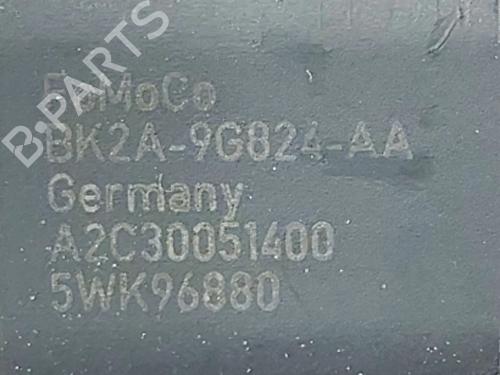 B-PARTS
FoMoCo
BK2A-9G824-AA
Germany
A2C30051400
5WK96880